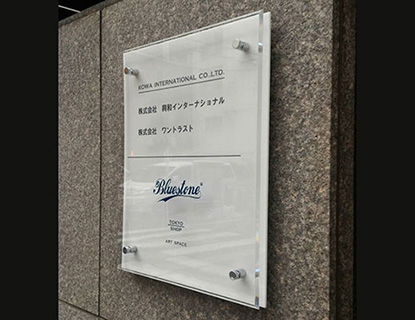 KOWA INTERNATIONAL CO.,LTD.
株式会社 興和インターナショナル
株式会社 ワントラスト
Bluestone
TOKYO
SHOP
ART SPACE